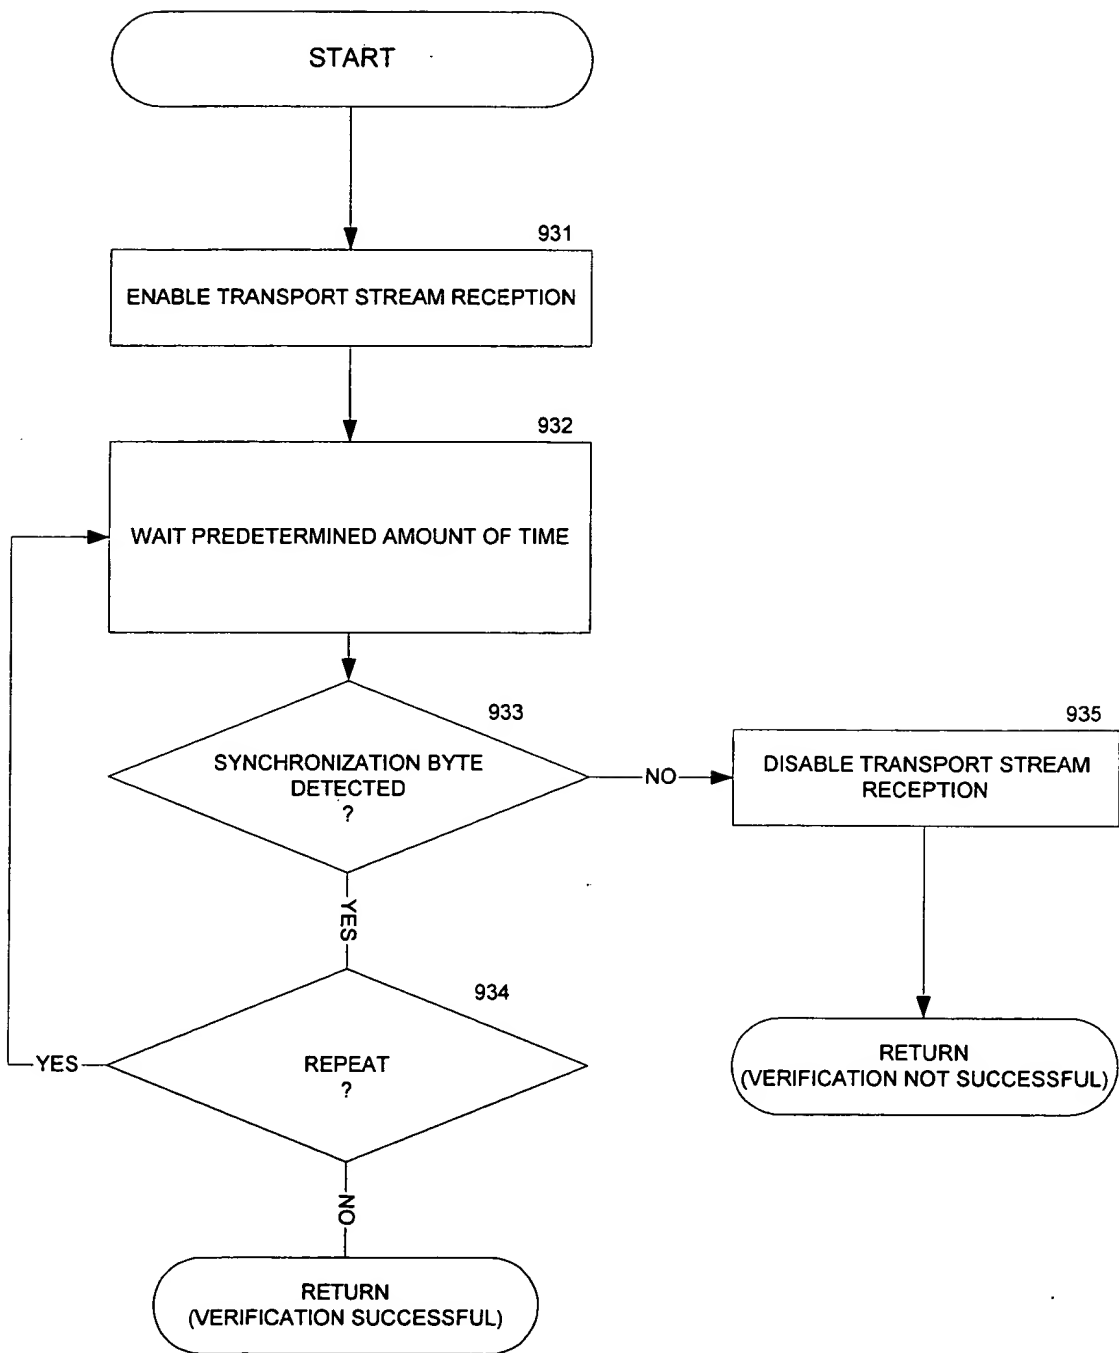 START
931
ENABLE TRANSPORT STREAM RECEPTION
932
WAIT PREDETERMINED AMOUNT OF TIME
933
SYNCHRONIZATION BYTE
DETECTED
?
NO
935
DISABLE TRANSPORT STREAM
RECEPTION
YES
934
REPEAT
?
YES
RETURN
(VERIFICATION NOT SUCCESSFUL)
NO
RETURN
(VERIFICATION SUCCESSFUL)